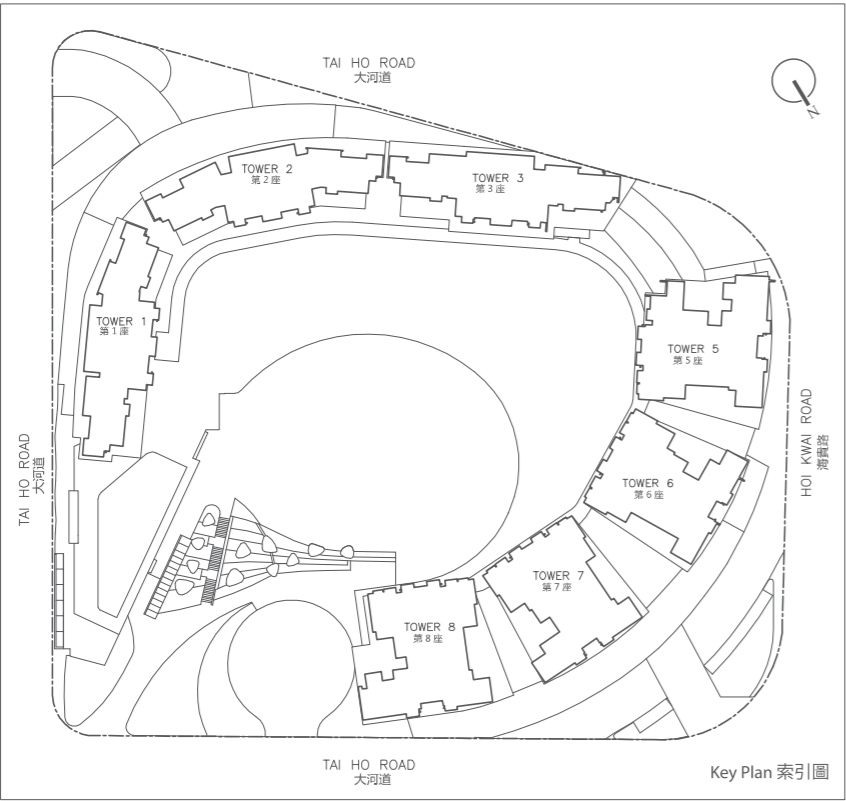 TAI HO ROAD
大河道
N
TOWER 2
第2座
TOWER 3
第3座
TOWER 1
第1座
TOWER 5
第5座
TAI HO ROAD
大河道
HOI KWAI ROAD
海貴路
TOWER 6
第6座
TOWER 7
第7座
TOWER 8
第8座
TAI HO ROAD
大河道
Key Plan 索引圖